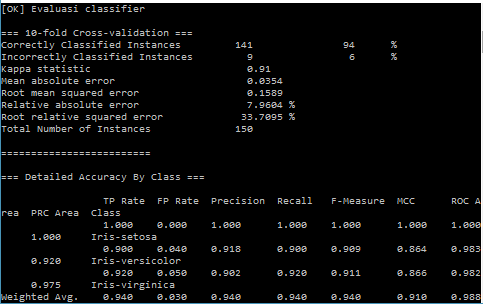 [OK] Evaluasi classifier
=== 10-fold Cross-validation ===
Correctly Classified Instances 141 94 %
Incorrectly Classified Instances 9 6 %
Kappa statistic 0.91
Mean absolute error 0.0354
Root mean squared error 0.1589
Relative absolute error 7.9604 %
Root relative squared error 33.7095 %
Total Number of Instances 150
=========================
=== Detailed Accuracy By Class ===
TP Rate FP Rate Precision Recall F-Measure MCC ROC A
rea PRC Area Class
1.000 0.000 1.000 1.000 1.000 1.000 1.000
1.000 Iris-setosa
0.900 0.040 0.918 0.900 0.909 0.864 0.983
0.920 Iris-versicolor
0.920 0.050 0.902 0.920 0.911 0.866 0.982
0.975 Iris-virginica
Weighted Avg. 0.940 0.030 0.940 0.940 0.940 0.910 0.988